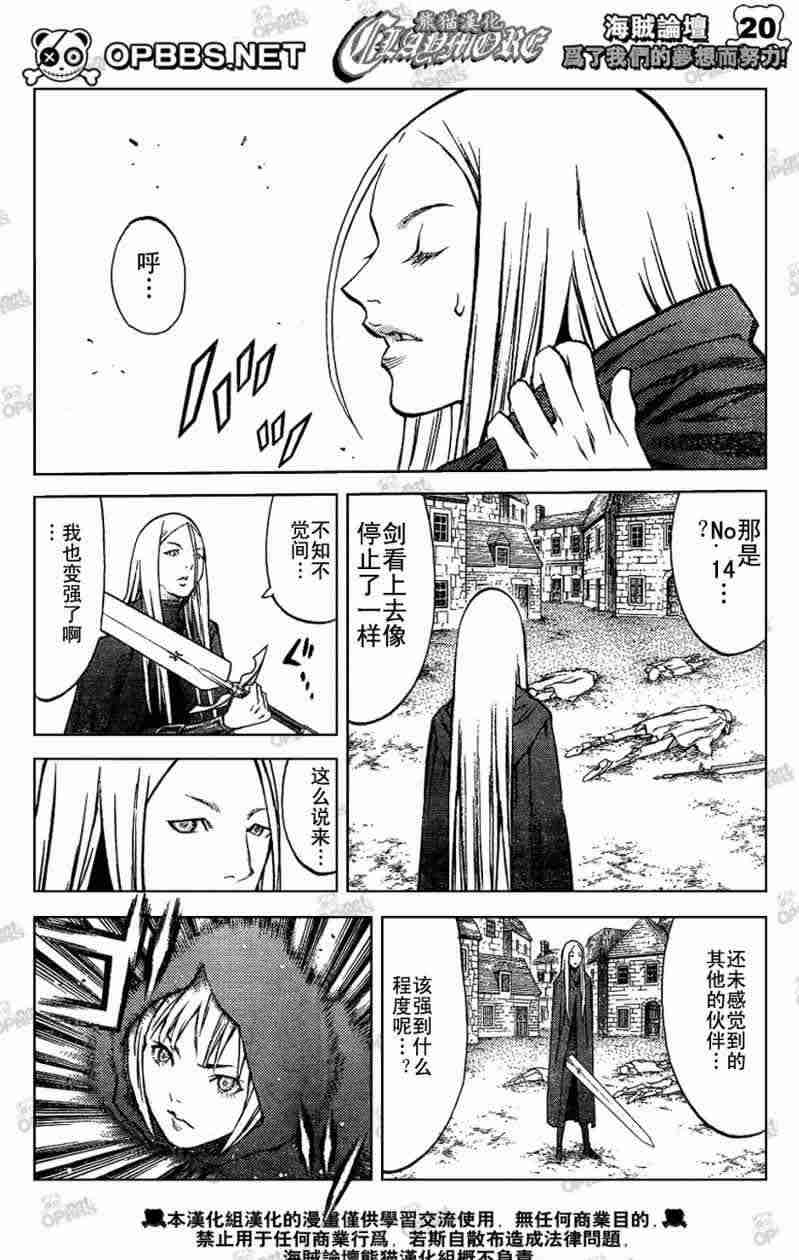 OPBBS.NET
熊猫漢化
CLAYMORE
海賊論壇
20
爲了我們的夢想而努力!
呼…
那是
No.14…
?
剑看上去像
停止了一样
不知不
觉间…
我也变强了啊
…
这么说来…
还未感觉到的
其他的伙伴…
该强到什么
程度呢…?
本漢化組漢化的漫畫僅供學習交流使用，無任何商業目的，
禁止用于任何商業行爲，若斯自散布造成法律問題，
海賊論壇熊猫漢化組概不負責